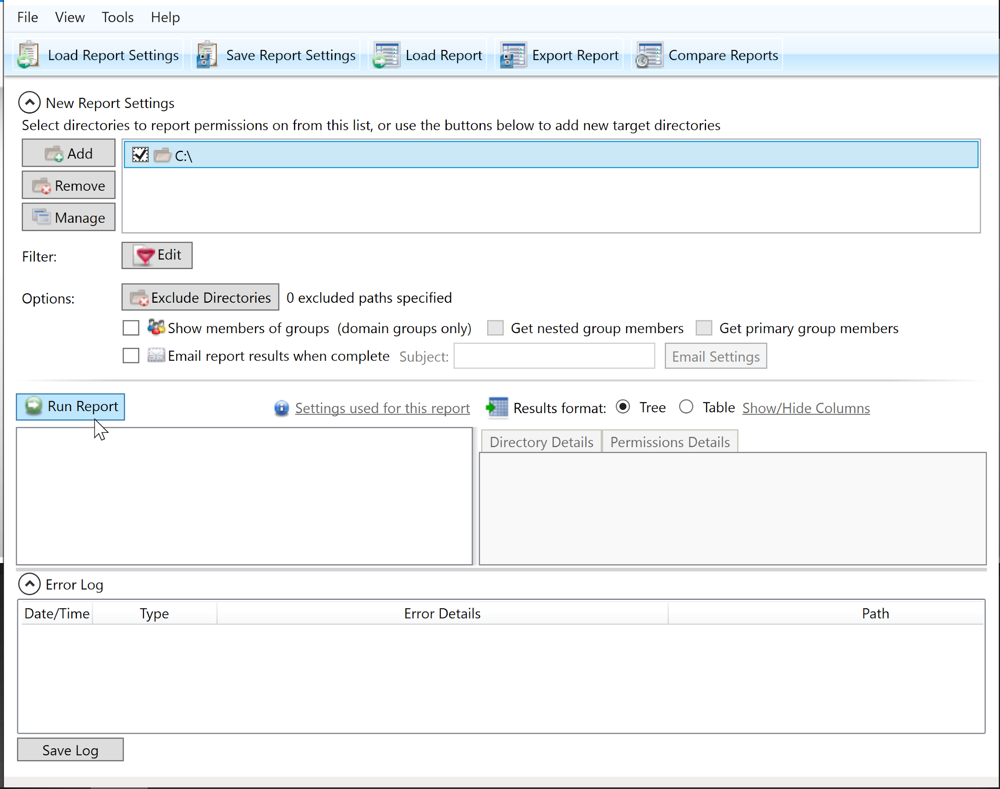 File View Tools Help
Load Report Settings Save Report Settings Load Report Export Report Compare Reports
New Report Settings
Select directories to report permissions on from this list, or use the buttons below to add new target directories
Add
C:\
Remove
Manage
Filter: Edit
Options: Exclude Directories 0 excluded paths specified
Show members of groups (domain groups only) Get nested group members Get primary group members
Email report results when complete Subject: Email Settings
Run Report Settings used for this report Results format: Tree Table Show/Hide Columns
Directory Details Permissions Details
Error Log
Date/Time Type Error Details Path
Save Log